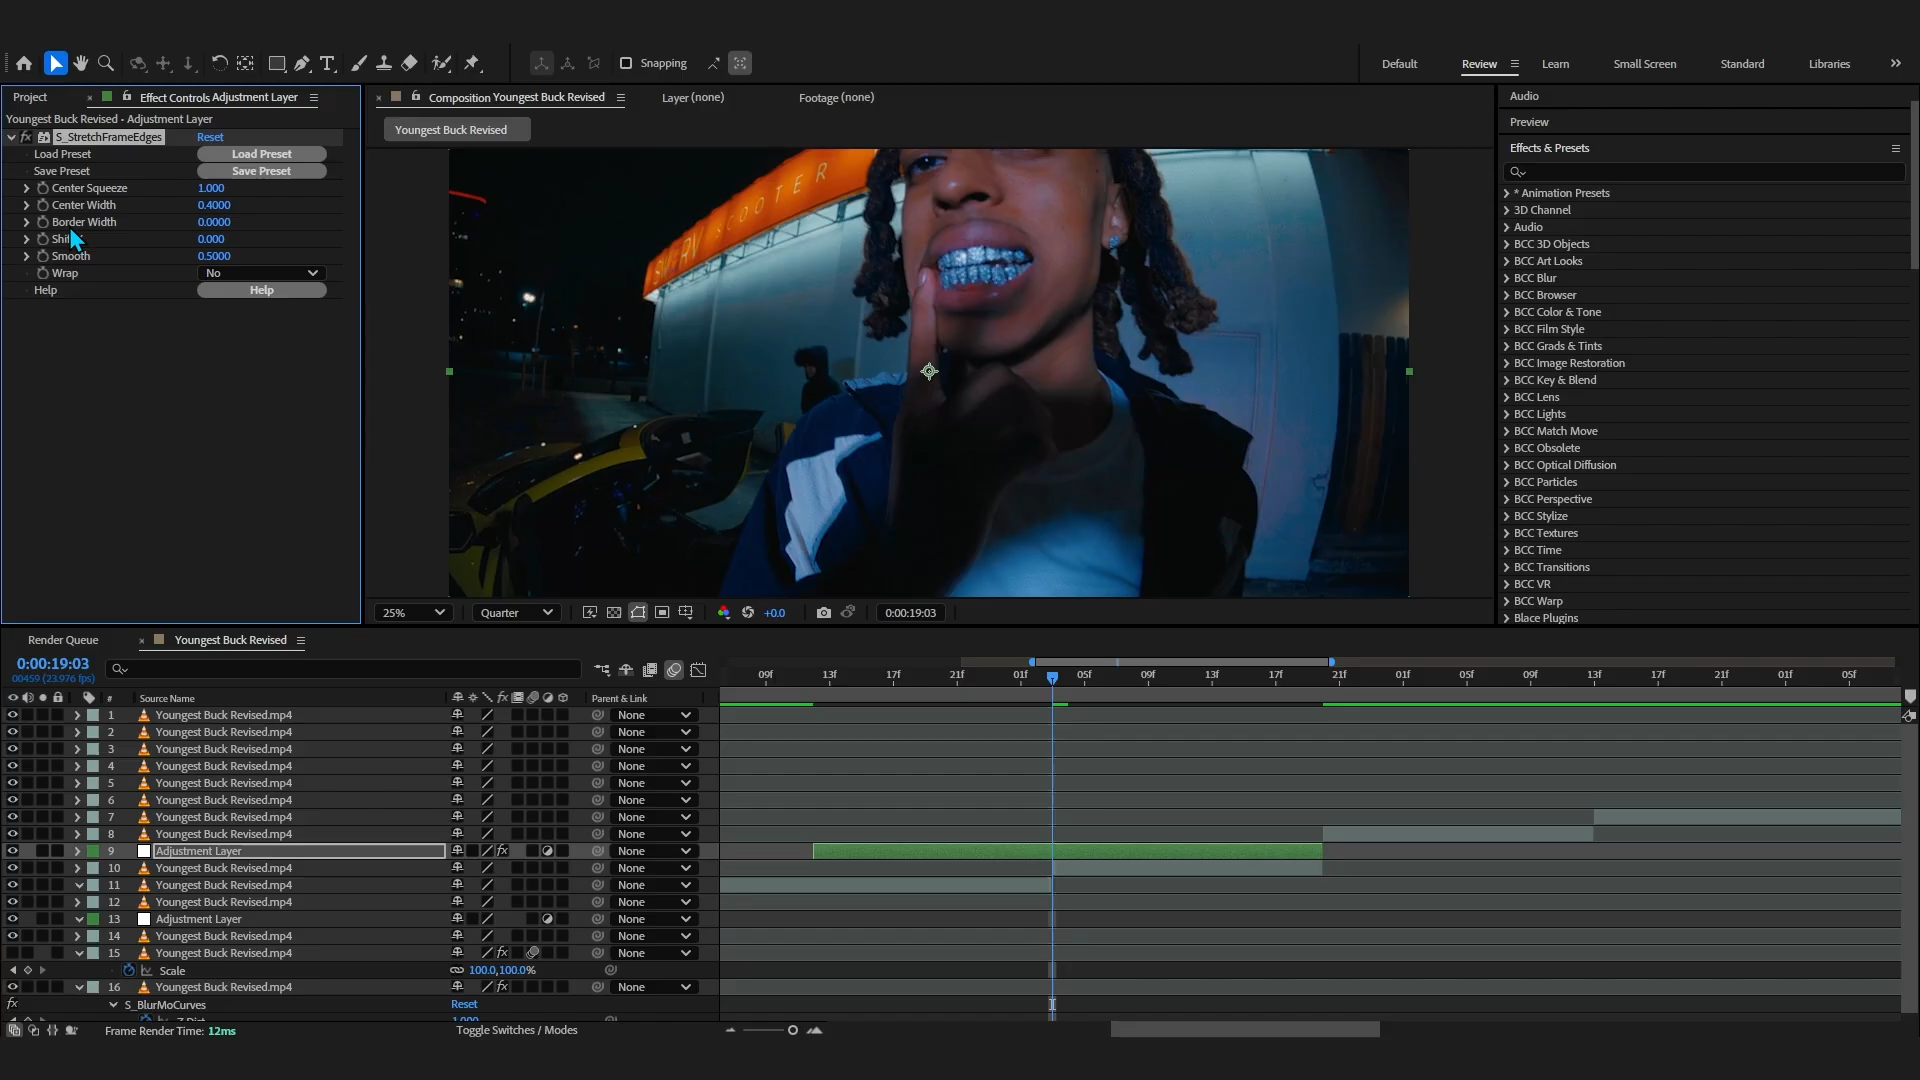 Snapping
Default
Review
Learn
Small Screen
Standard
Libraries
Project
Effect Controls Adjustment Layer
Composition Youngest Buck Revised
Layer (none)
Footage (none)
Audio
Youngest Buck Revised • Adjustment Layer
Preview
Youngest Buck Revised
S_StretchFrameEdges
Reset
Load Preset
Load Preset
Save Preset
Save Preset
Center Squeeze
1.000
Center Width
0.4000
Border Width
0.0000
0.000
Smooth
0.5000
Wrap
No
Help
Help
Effects & Presets
* Animation Presets
3D Channel
Audio
BCC 3D Objects
BCC Art Looks
BCC Blur
BCC Browser
BCC Color & Tone
BCC Film Style
BCC Grads & Tints
BCC Image Restoration
BCC Key & Blend
BCC Lens
BCC Lights
BCC Match Move
BCC Obsolete
BCC Optical Diffusion
BCC Particles
BCC Perspective
BCC Stylize
BCC Textures
BCC Time
BCC Transitions
BCC VR
BCC Warp
Blace Plugins
SCOOTER
25%
Quarter
+0.0
0:00:19:03
Render Queue
Youngest Buck Revised
0:00:19:03
00459 (23.976 fps)
09f 13f 17f 21f 01f 05f 09f 13f 17f 21f 01f 05f 09f 13f 17f 21f 01f 05f
# Source Name
Parent & Link
1 Youngest Buck Revised.mp4 None
2 Youngest Buck Revised.mp4 None
3 Youngest Buck Revised.mp4 None
4 Youngest Buck Revised.mp4 None
5 Youngest Buck Revised.mp4 None
6 Youngest Buck Revised.mp4 None
7 Youngest Buck Revised.mp4 None
8 Youngest Buck Revised.mp4 None
9 Adjustment Layer None
10 Youngest Buck Revised.mp4 None
11 Youngest Buck Revised.mp4 None
12 Youngest Buck Revised.mp4 None
13 Adjustment Layer None
14 Youngest Buck Revised.mp4 None
15 Youngest Buck Revised.mp4 None
Scale 100.0,100.0%
16 Youngest Buck Revised.mp4 None
fx S_BlurMoCurves Reset
Z Dist 1.000
Frame Render Time: 12ms
Toggle Switches / Modes